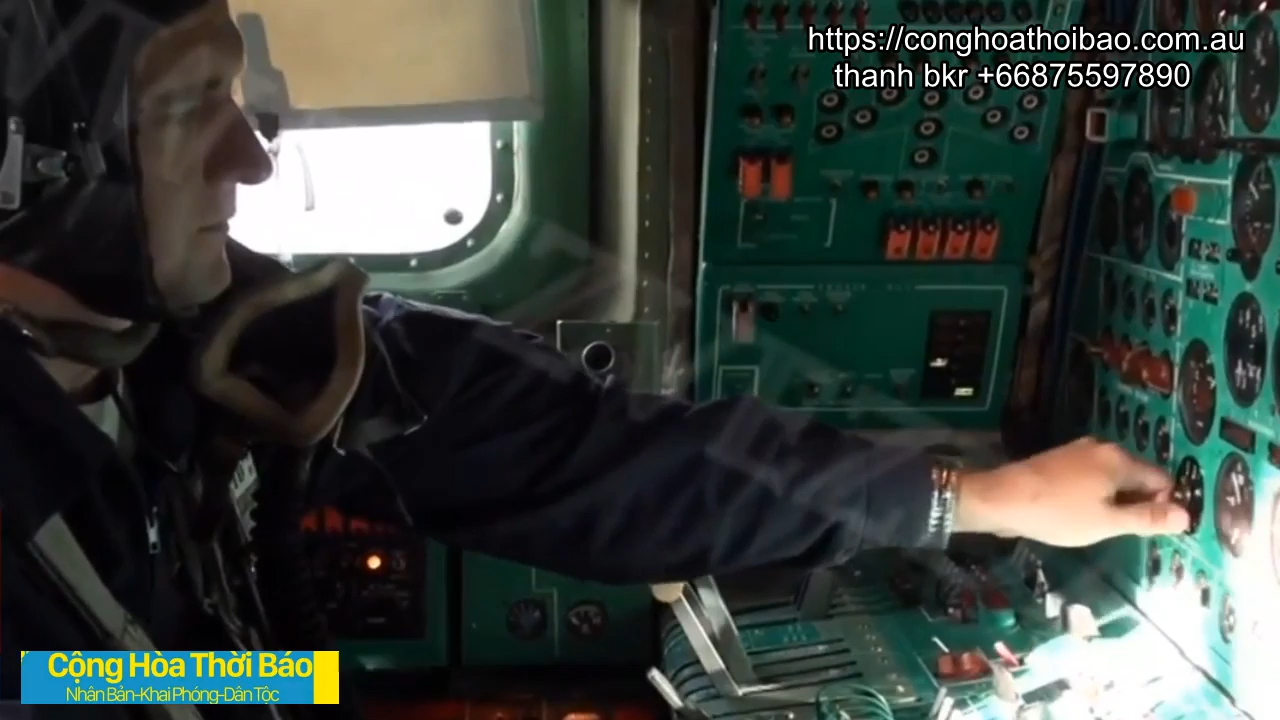 https://conghoathoibao.com.au
thanh bkr +66875597890
Cộng Hòa Thời Báo
Nhân Bản-Khai Phóng-Dân Tộc